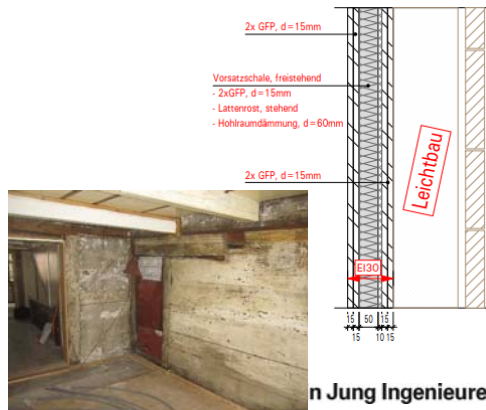 2x GFP, d=15mm
Vorsatzschale, freistehend
- 2xGFP, d=15mm
- Lattenrost, stehend
- Hohlraumdämmung, d=60mm
2x GFP, d=15mm
Leichtbau
EI30
15 50 15
15 10 15
n Jung Ingenieure